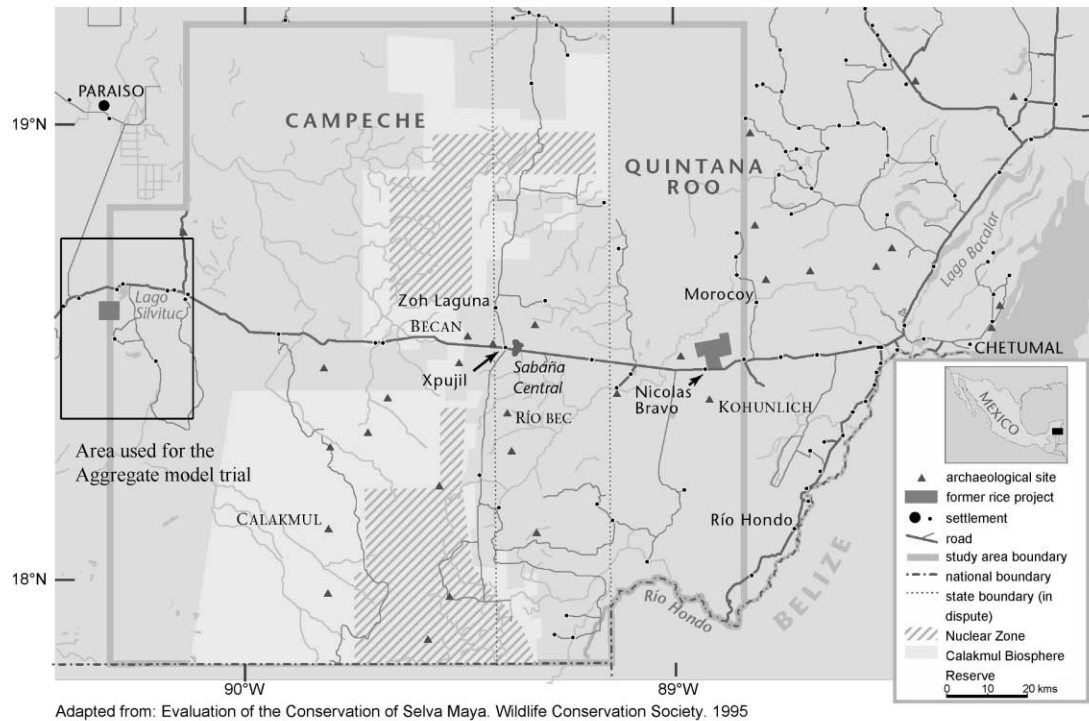 19°N
PARAISO
CAMPECHE
QUINTANA
ROO
Lago Bacalar
Lago
Silvituc
Zoh Laguna
BECAN
Morocoy
Xpujil
Sabaña
Central
Nicolas
Bravo
CHETUMAL
KOHUNLICH
RÍO BEC
Area used for the
Aggregate model trial
CALAKMUL
Río Hondo
18°N
Río Hondo
BELIZE
90°W
89°W
MEXICO
archaeological site
former rice project
settlement
road
study area boundary
national boundary
state boundary (in
dispute)
Nuclear Zone
Calakmul Biosphere
Reserve
0 10 20 kms
Adapted from: Evaluation of the Conservation of Selva Maya. Wildlife Conservation Society. 1995